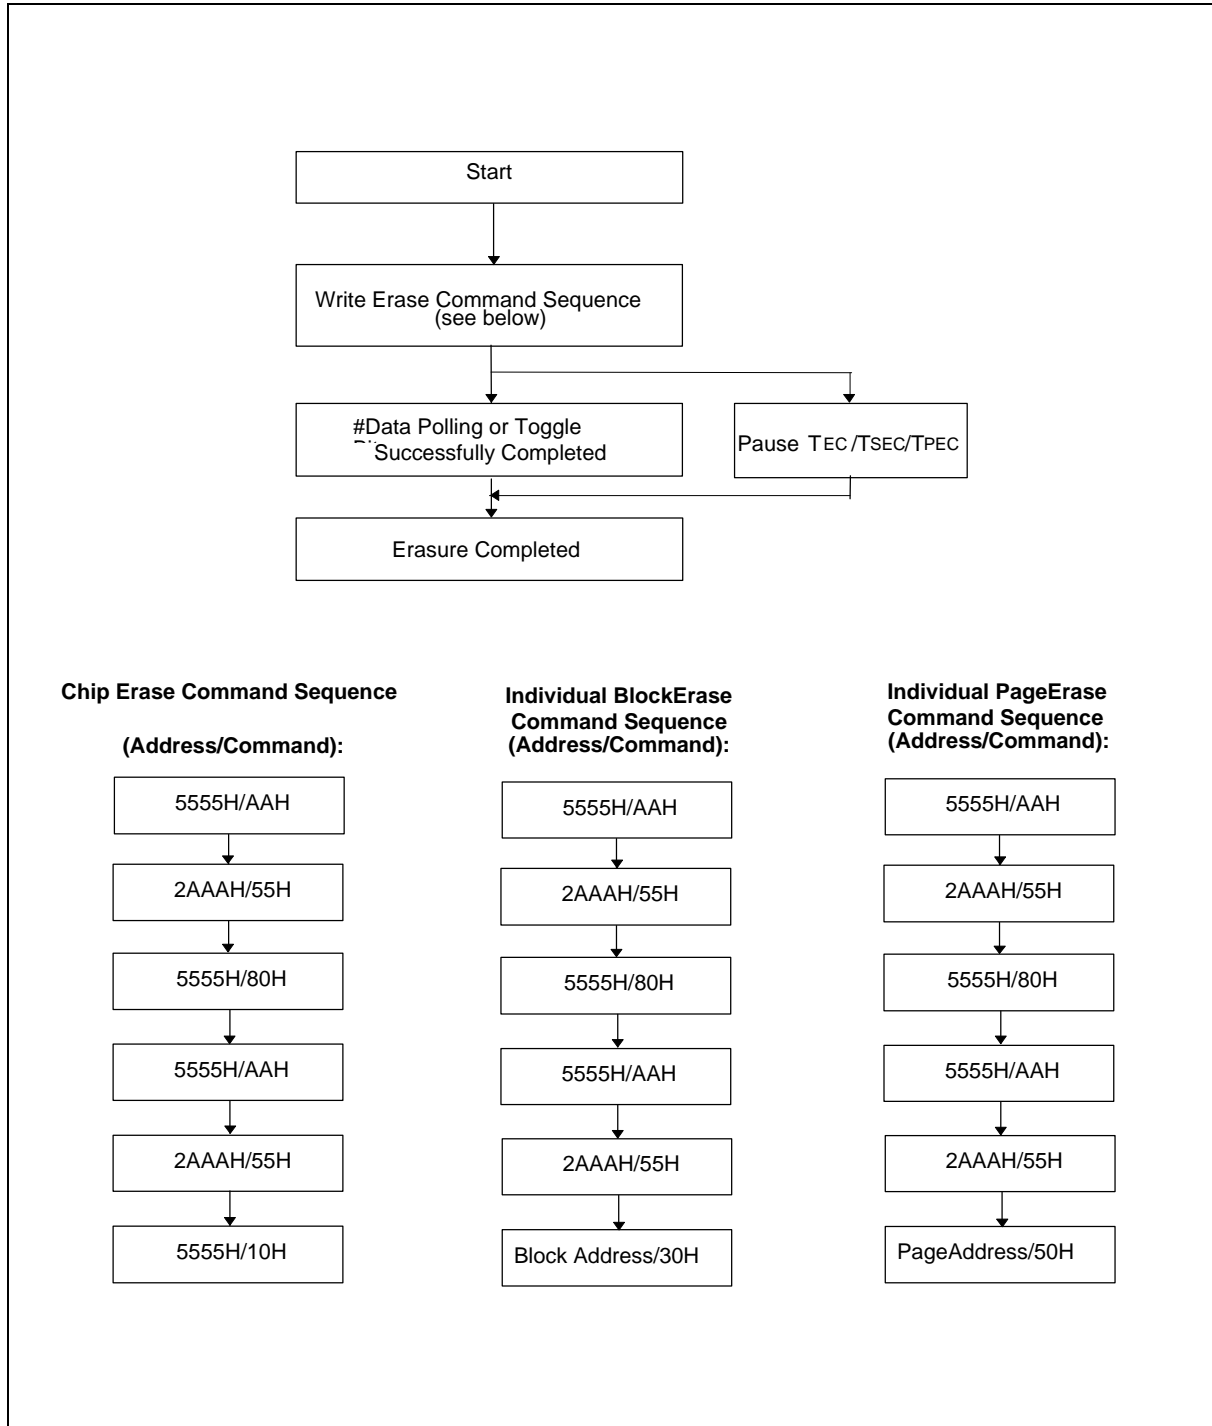 Start
Write Erase Command Sequence
(see below)
#Data Polling or Toggle
Successfully Completed
Pause TEC/TSEC/TPEC
Erasure Completed
Chip Erase Command Sequence
(Address/Command):
5555H/AAH
2AAAH/55H
5555H/80H
5555H/AAH
2AAAH/55H
5555H/10H
Individual BlockErase
Command Sequence
(Address/Command):
5555H/AAH
2AAAH/55H
5555H/80H
5555H/AAH
2AAAH/55H
Block Address/30H
Individual PageErase
Command Sequence
(Address/Command):
5555H/AAH
2AAAH/55H
5555H/80H
5555H/AAH
2AAAH/55H
PageAddress/50H